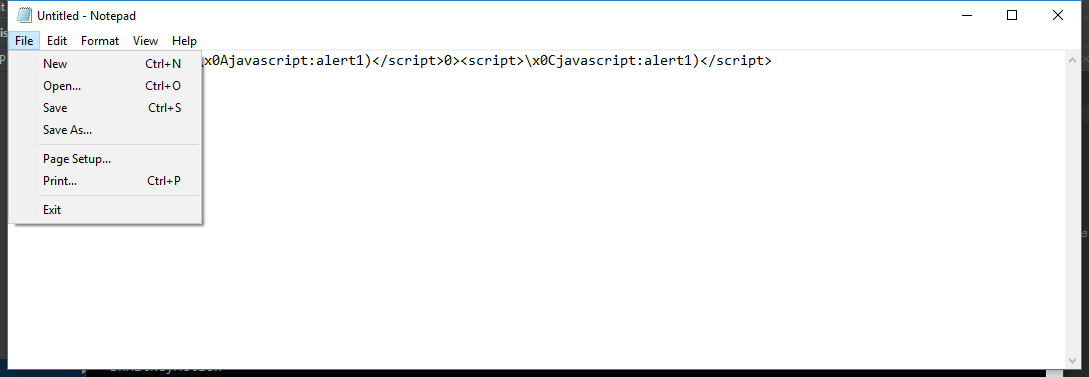 Untitled - Notepad
File Edit Format View Help
x0Ajavascript:alert1)</script>0><script>\x0Cjavascript:alert1)</script>
New Ctrl+N
Open... Ctrl+O
Save Ctrl+S
Save As...
Page Setup...
Print... Ctrl+P
Exit